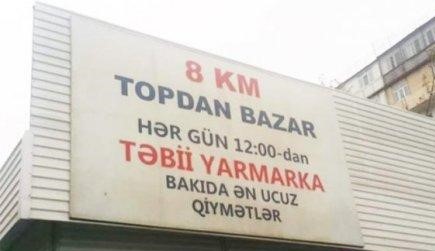 8 KM
TOPDAN BAZAR
HƏR GÜN 12:00-dan
TƏBİİ YARMARKA
BAKIDA ƏN UCUZ
QİYMƏTLƏR